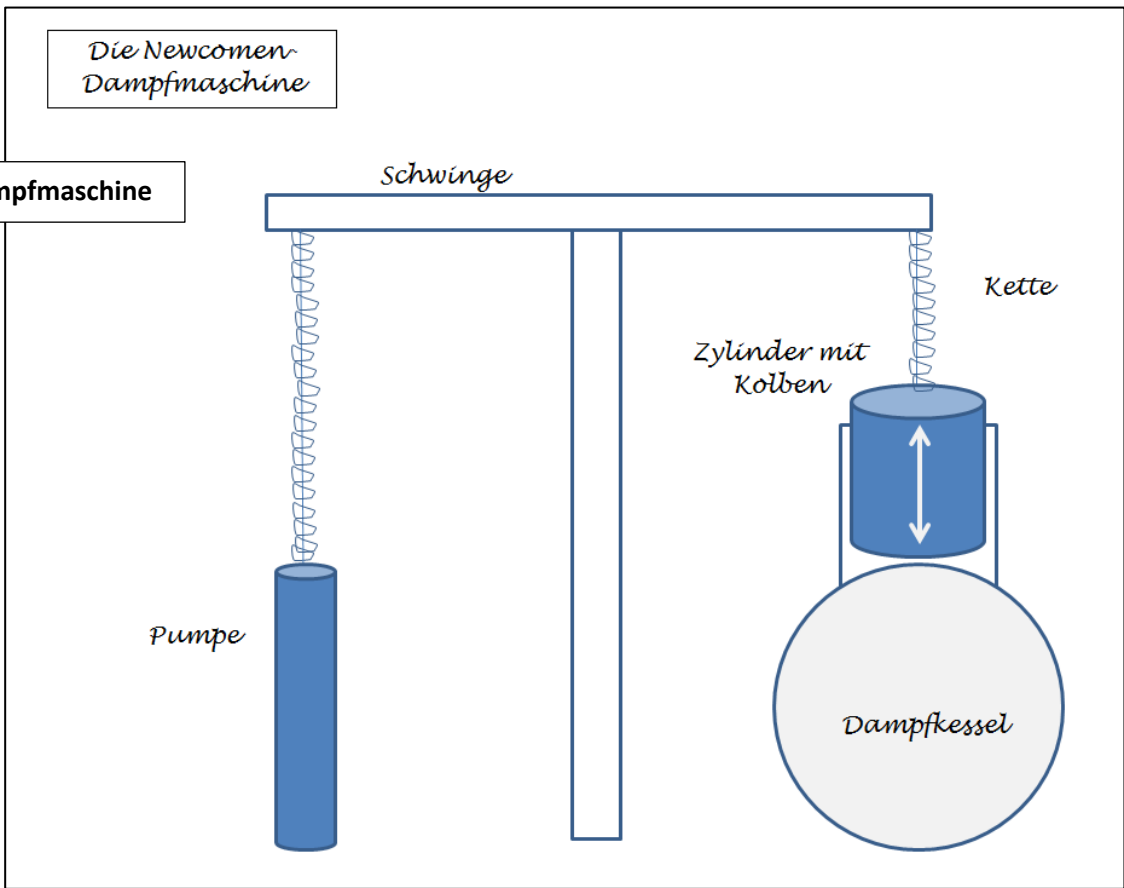 Die Newcomen-
Dampfmaschine
mpfmaschine
Schwinge
Kette
Zylinder mit
Kolben
Pumpe
Dampfkessel